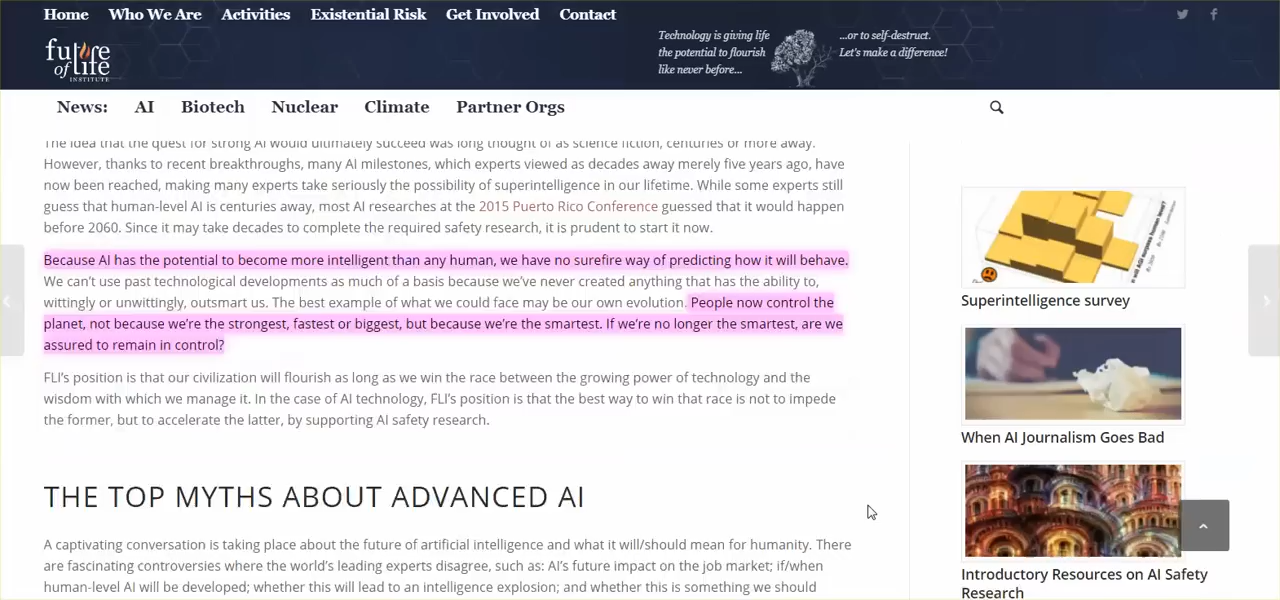 Home Who We Are Activities Existential Risk Get Involved Contact
future
of life
INSTITUTE
Technology is giving life
the potential to flourish
like never before...
...or to self-destruct.
Let's make a difference!
News: AI Biotech Nuclear Climate Partner Orgs
The idea that the quest for strong AI would ultimately succeed was long thought of as science fiction, centuries or more away.
However, thanks to recent breakthroughs, many AI milestones, which experts viewed as decades away merely five years ago, have
now been reached, making many experts take seriously the possibility of superintelligence in our lifetime. While some experts still
guess that human-level AI is centuries away, most AI researches at the 2015 Puerto Rico Conference guessed that it would happen
before 2060. Since it may take decades to complete the required safety research, it is prudent to start it now.
Because AI has the potential to become more intelligent than any human, we have no surefire way of predicting how it will behave.
We can't use past technological developments as much of a basis because we've never created anything that has the ability to,
wittingly or unwittingly, outsmart us. The best example of what we could face may be our own evolution. People now control the
planet, not because we're the strongest, fastest or biggest, but because we're the smartest. If we're no longer the smartest, are we
assured to remain in control?
FLI's position is that our civilization will flourish as long as we win the race between the growing power of technology and the
wisdom with which we manage it. In the case of AI technology, FLI's position is that the best way to win that race is not to impede
the former, but to accelerate the latter, by supporting AI safety research.
THE TOP MYTHS ABOUT ADVANCED AI
A captivating conversation is taking place about the future of artificial intelligence and what it will/should mean for humanity. There
are fascinating controversies where the world's leading experts disagree, such as: AI's future impact on the job market; if/when
human-level AI will be developed; whether this will lead to an intelligence explosion; and whether this is something we should
Superintelligence survey
When AI Journalism Goes Bad
Introductory Resources on AI Safety
Research